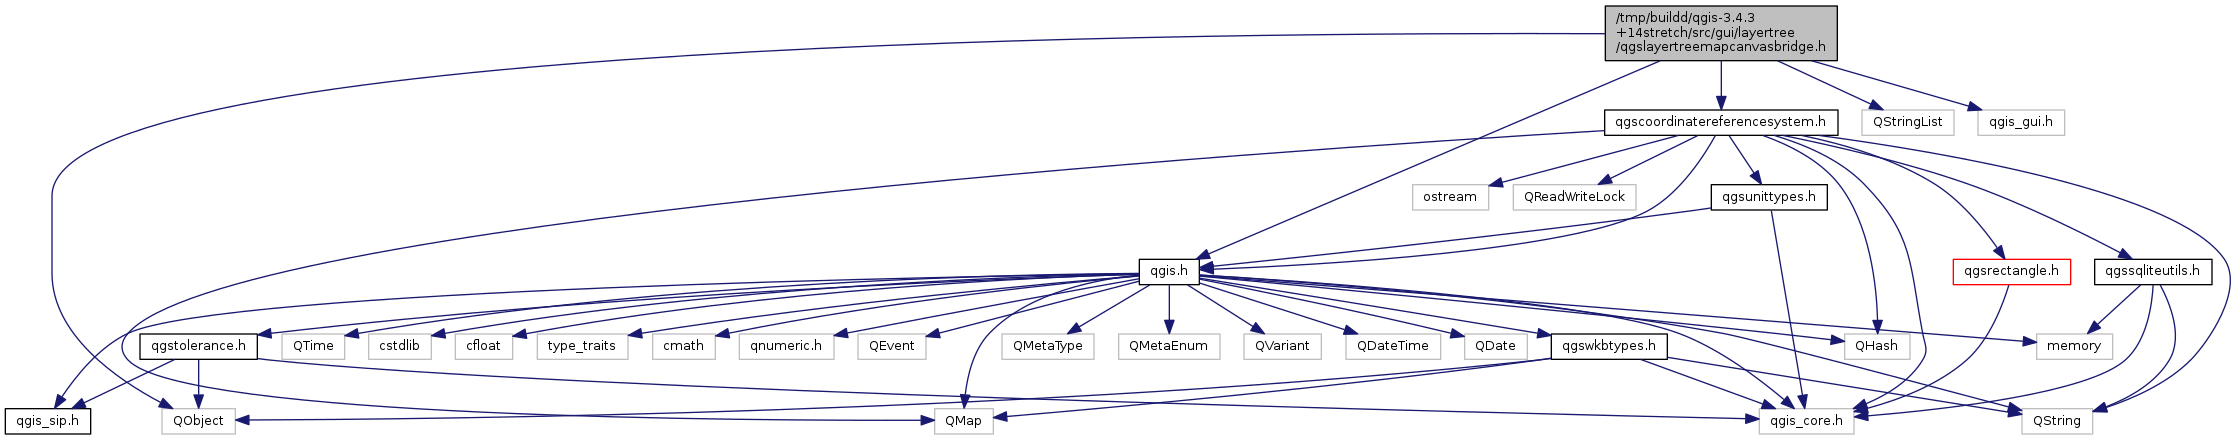 /tmp/buildd/qgis-3.4.3
+14stretch/src/gui/layertree
/qgslayertreemapcanvasbridge.h
qgscoordinatereferencesystem.h
QStringList
qgis_gui.h
ostream
QReadWriteLock
qgsunittypes.h
qgis.h
qgsrectangle.h
qgssqliteutils.h
qgstolerance.h
QTime
cstdlib
cfloat
type_traits
cmath
qnumeric.h
QEvent
QMetaType
QMetaEnum
QVariant
QDateTime
QDate
qgswkbtypes.h
QHash
memory
qgis_sip.h
QObject
QMap
qgis_core.h
QString